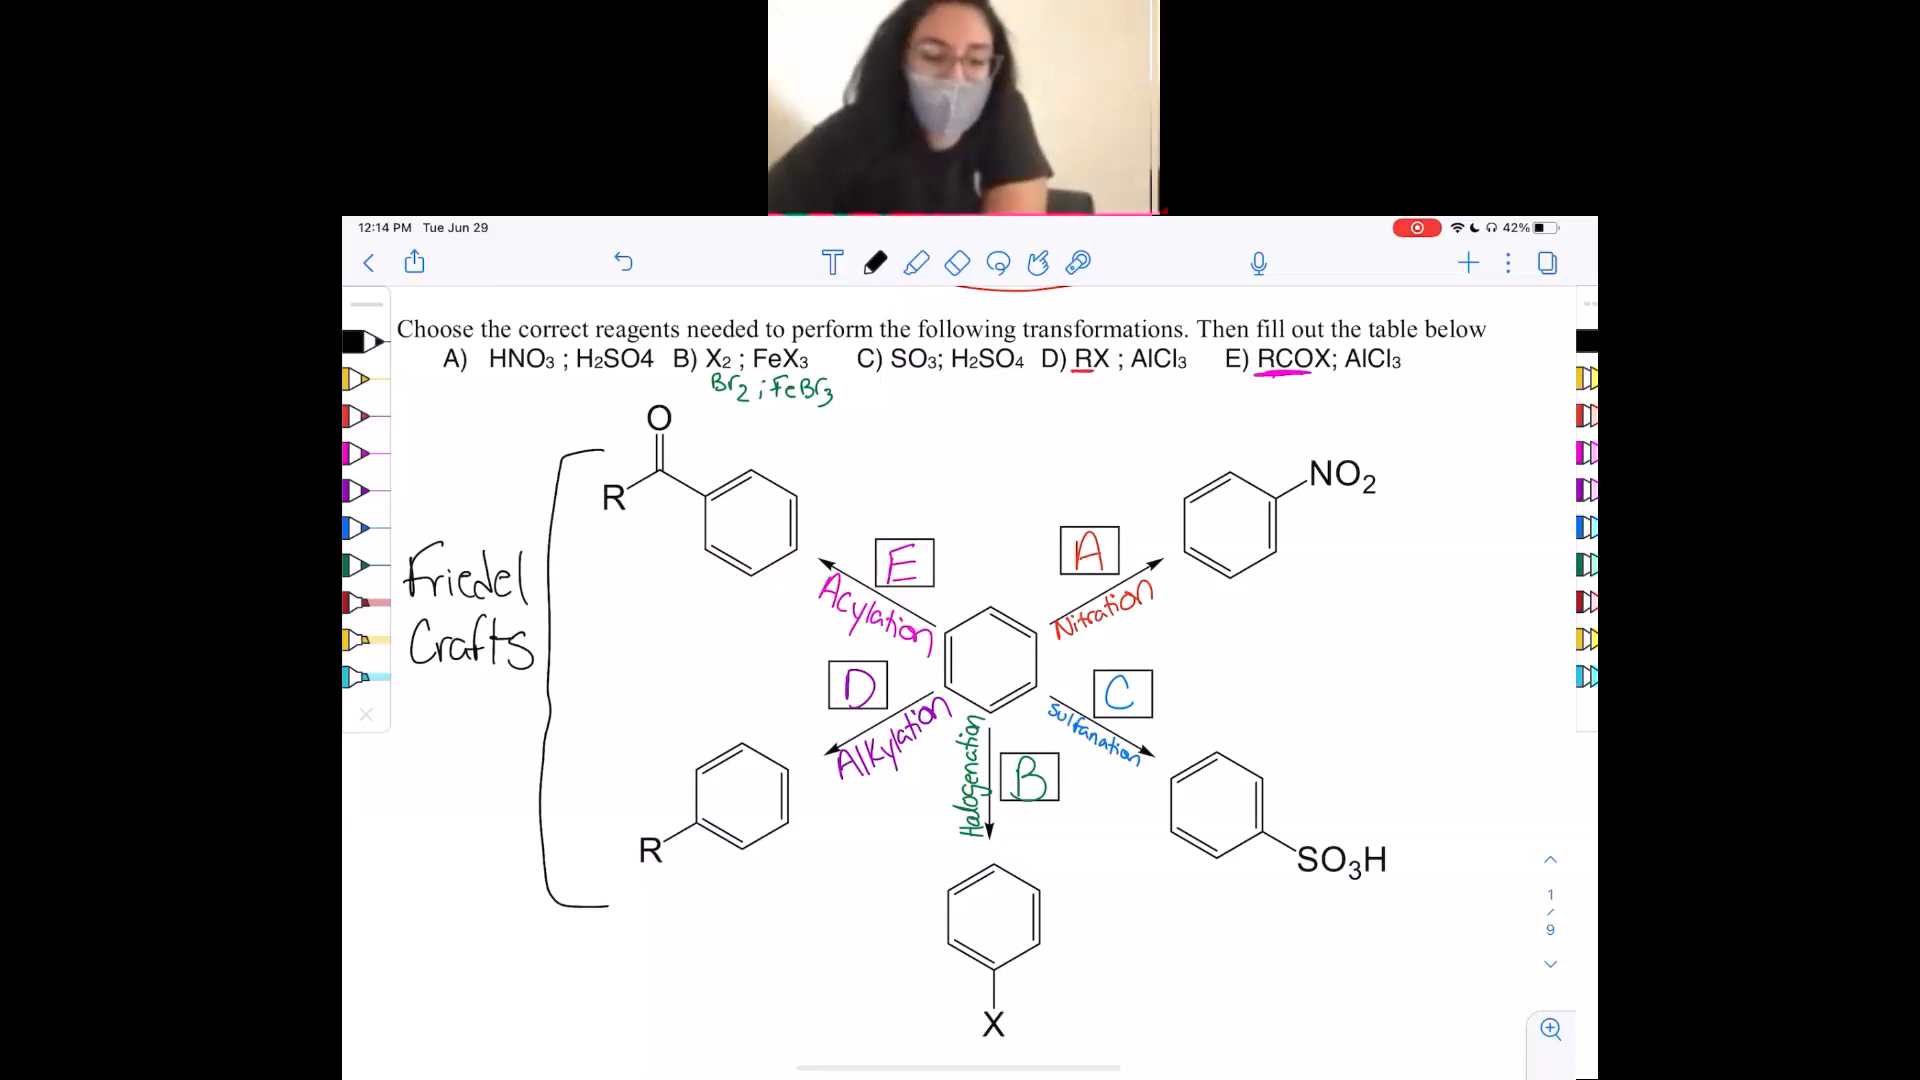 12:14 PM Tue Jun 29
42%
T
Choose the correct reagents needed to perform the following transformations. Then fill out the table below
A) HNO3 ; H2SO4 B) X2 ; FeX3 C) SO3; H2SO4 D) RX ; AlCl3 E) RCOX; AlCl3
Br2 ; FeBr3
O
R
NO2
E
A
Acylation
Nitration
Friedel
Crafts
D
C
Alkylation
Halogenation
sulfanation
B
R
SO3H
X
1
/
9